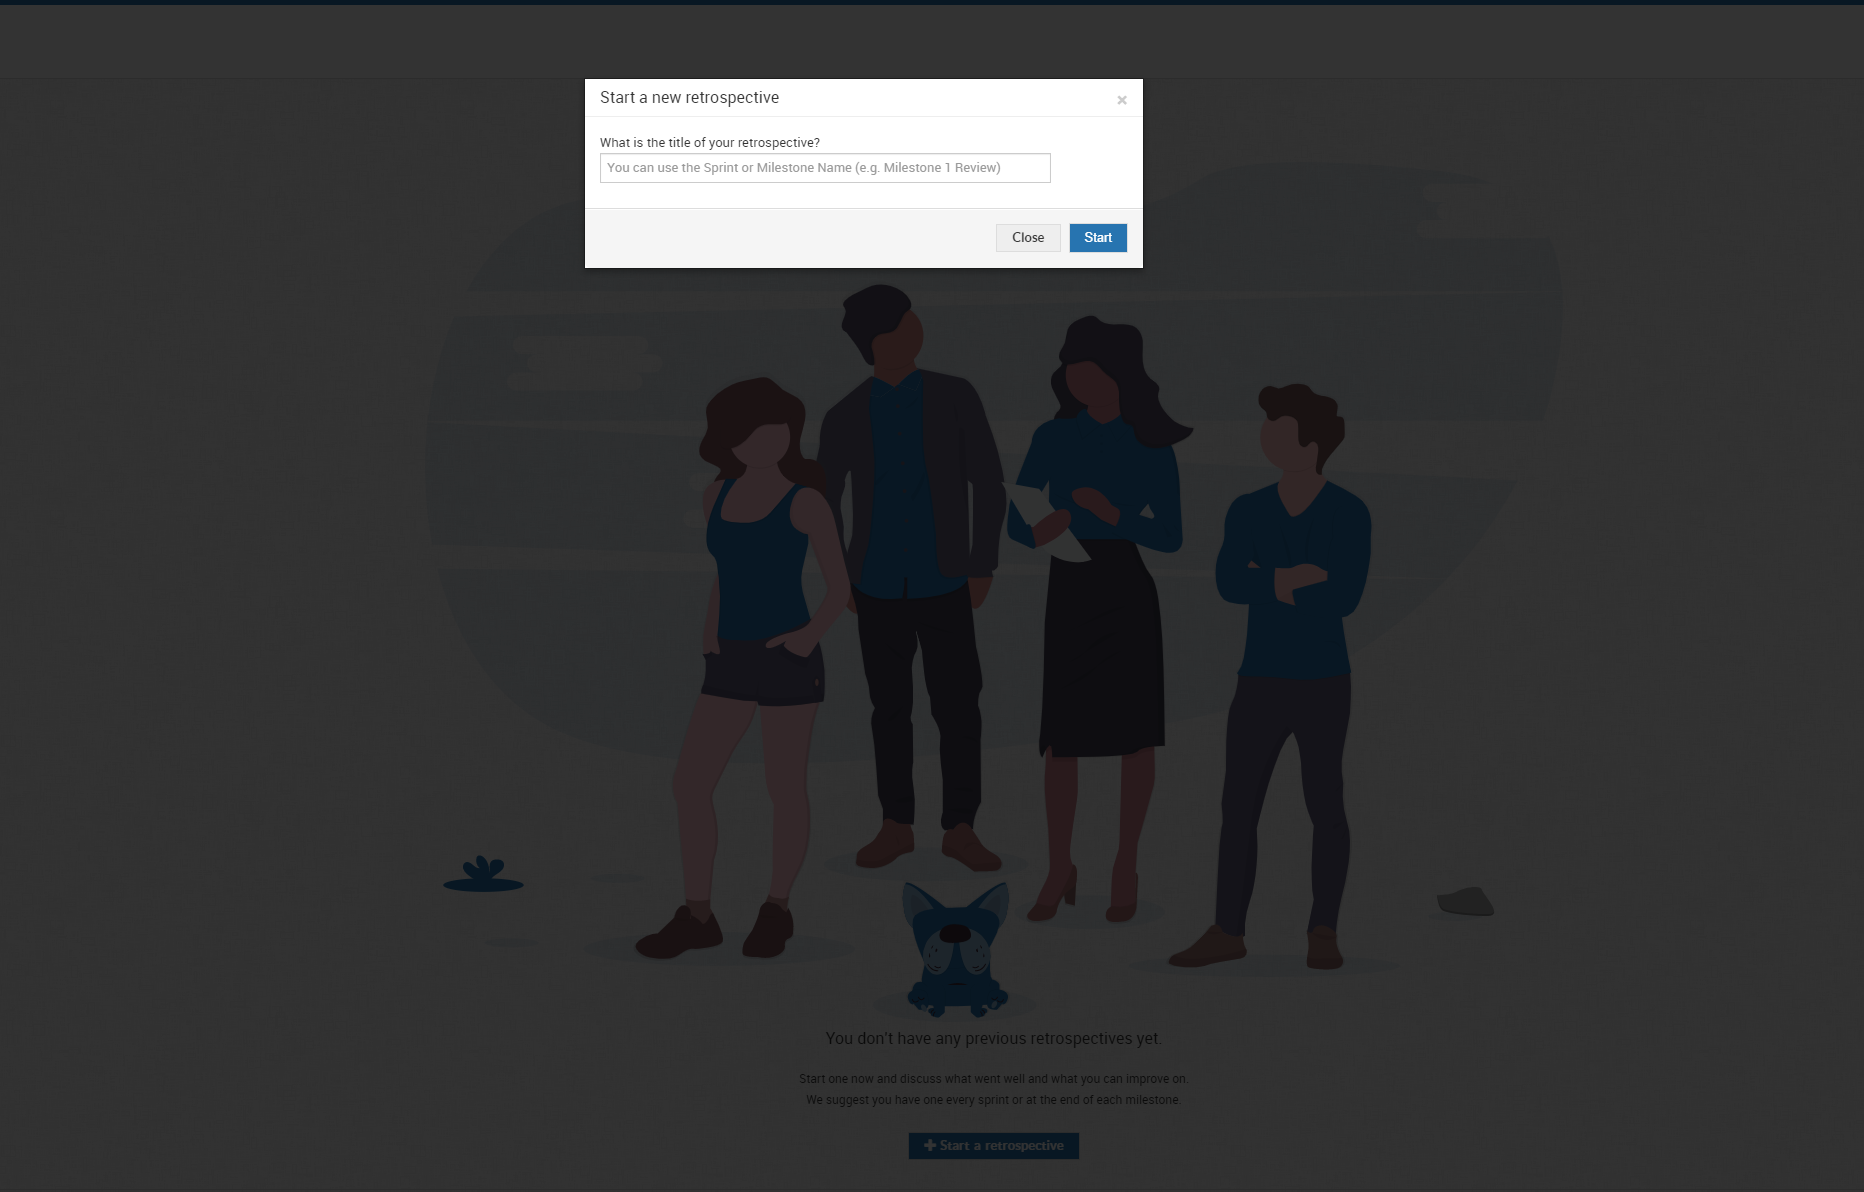 Start a new retrospective
×
What is the title of your retrospective?
You can use the Sprint or Milestone Name (e.g. Milestone 1 Review)
Close
Start
You don't have any previous retrospectives yet.
Start one now and discuss what went well and what you can improve on.
We suggest you have one every sprint or at the end of each milestone.
Start a retrospective